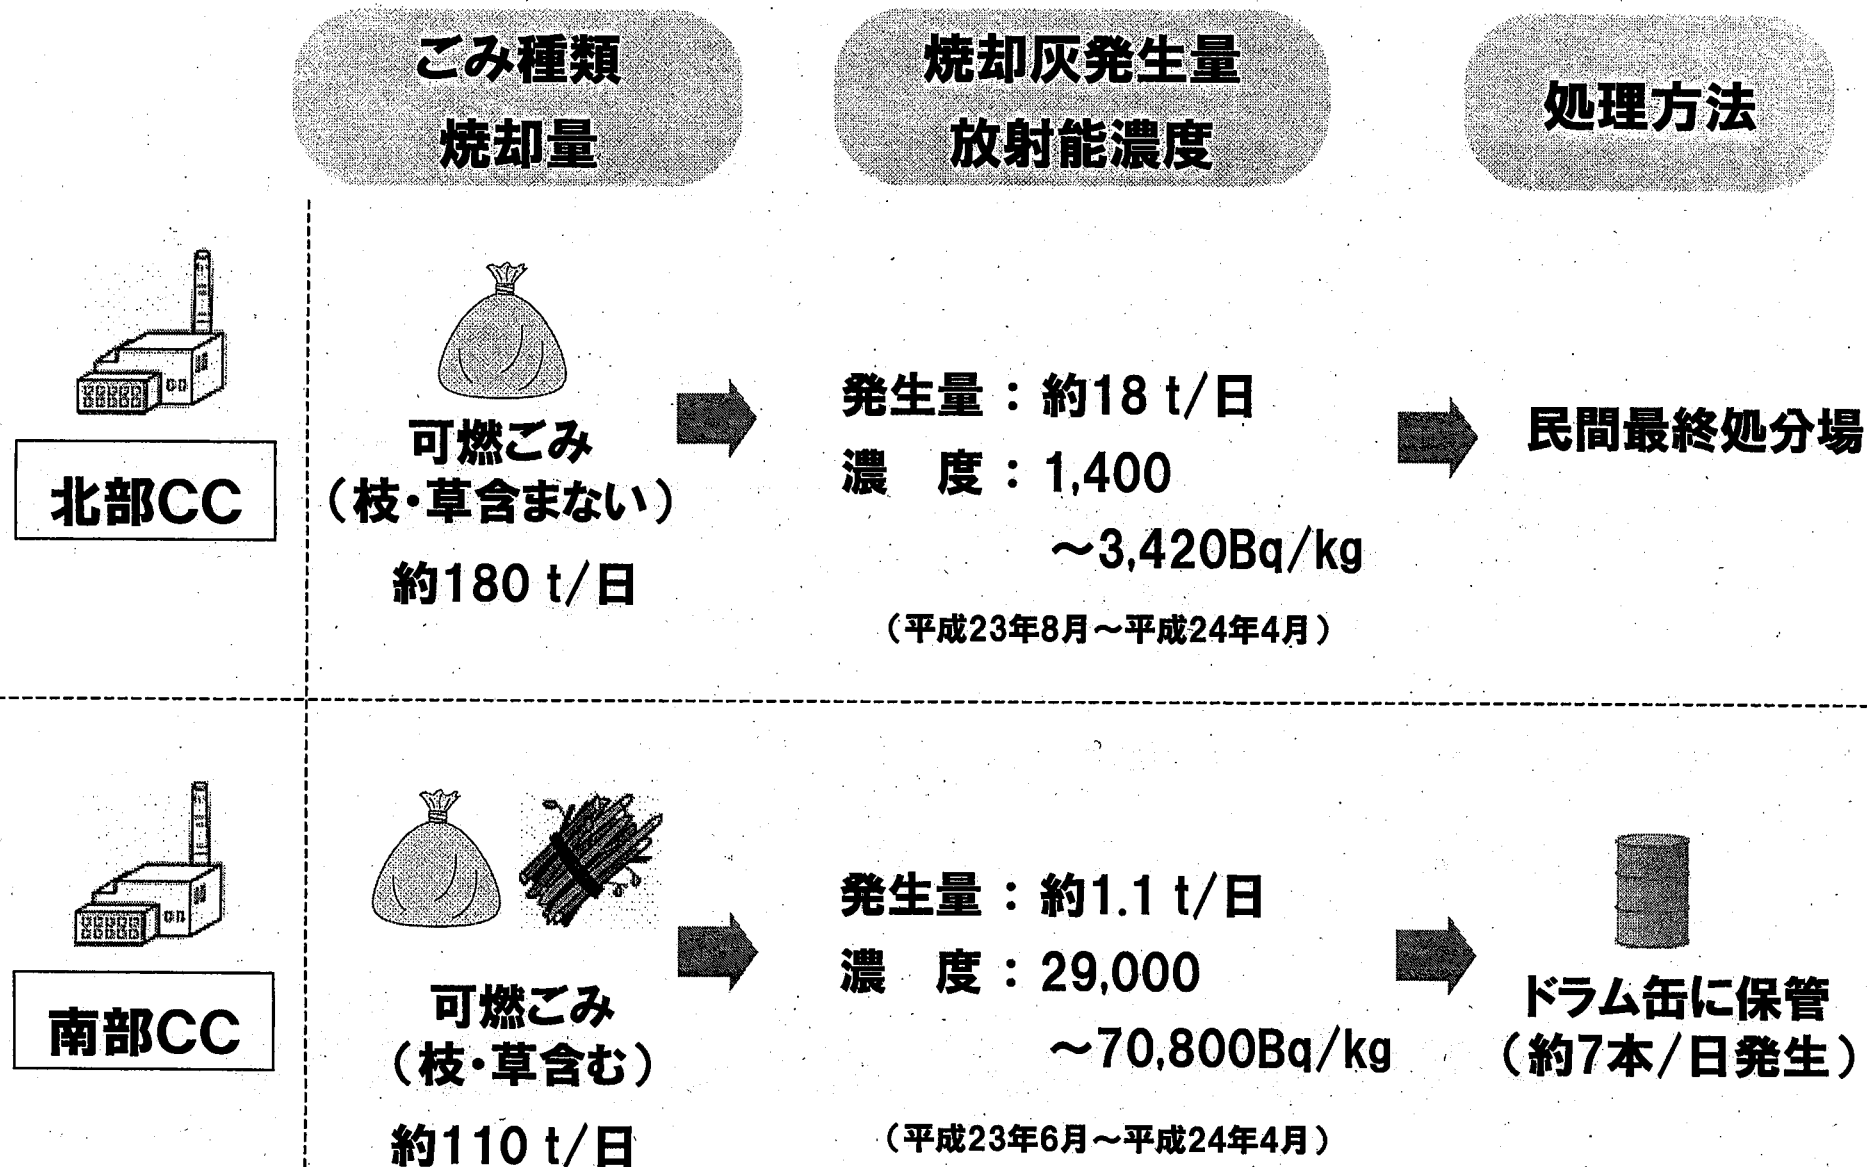 ごみ種類
焼却量
焼却灰発生量
放射能濃度
処理方法
北部CC
可燃ごみ
（枝・草含まない）
約180 t/日
発生量：約18 t/日
濃　度：1,400
～3,420Bq/kg
（平成23年8月～平成24年4月）
民間最終処分場
南部CC
可燃ごみ
（枝・草含む）
約110 t/日
発生量：約1.1 t/日
濃　度：29,000
～70,800Bq/kg
（平成23年6月～平成24年4月）
ドラム缶に保管
（約7本/日発生）